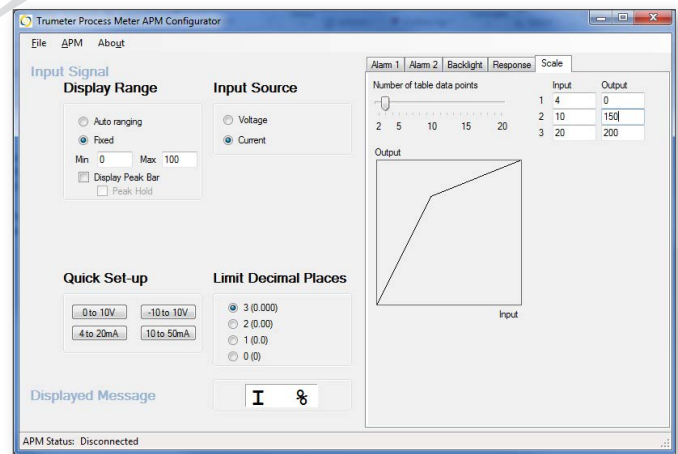 Trumeter Process Meter APM Configurator
File APM About
Input Signal
Display Range
Auto ranging
Fixed
Min 0 Max 100
Display Peak Bar
Peak Hold
Input Source
Voltage
Current
Quick Set-up
0 to 10V -10 to 10V
4 to 20mA 10 to 50mA
Limit Decimal Places
3 (0.000)
2 (0.00)
1 (0.0)
0 (0)
Displayed Message
I %
Alarm 1 Alarm 2 Backlight Response Scale
Number of table data points
2 5 10 15 20
Input Output
1 4 0
2 10 150
3 20 200
Output
Input
APM Status: Disconnected